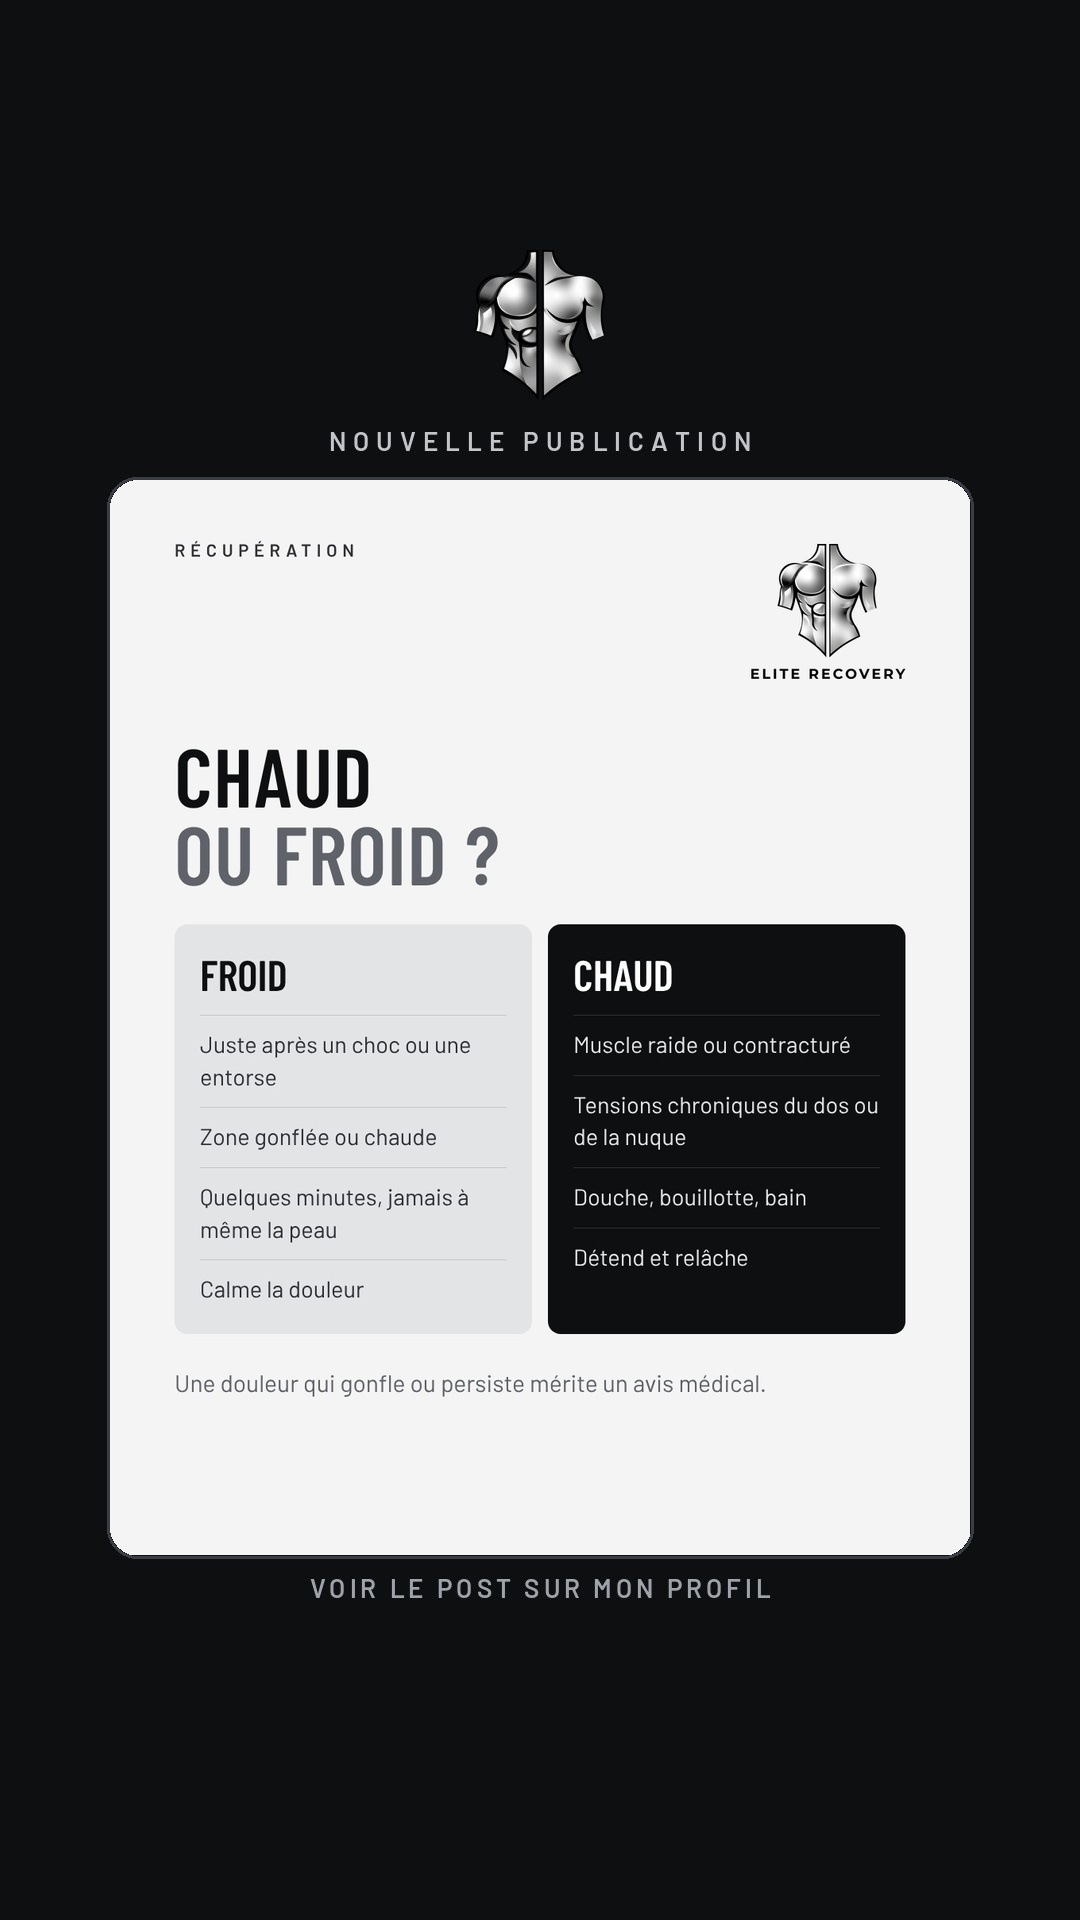 NOUVELLE PUBLICATION
RÉCUPÉRATION
ELITE RECOVERY
CHAUD
OU FROID ?
FROID
Juste après un choc ou une
entorse
Zone gonflée ou chaude
Quelques minutes, jamais à
même la peau
Calme la douleur
CHAUD
Muscle raide ou contracturé
Tensions chroniques du dos ou
de la nuque
Douche, bouillotte, bain
Détend et relâche
Une douleur qui gonfle ou persiste mérite un avis médical.
VOIR LE POST SUR MON PROFIL